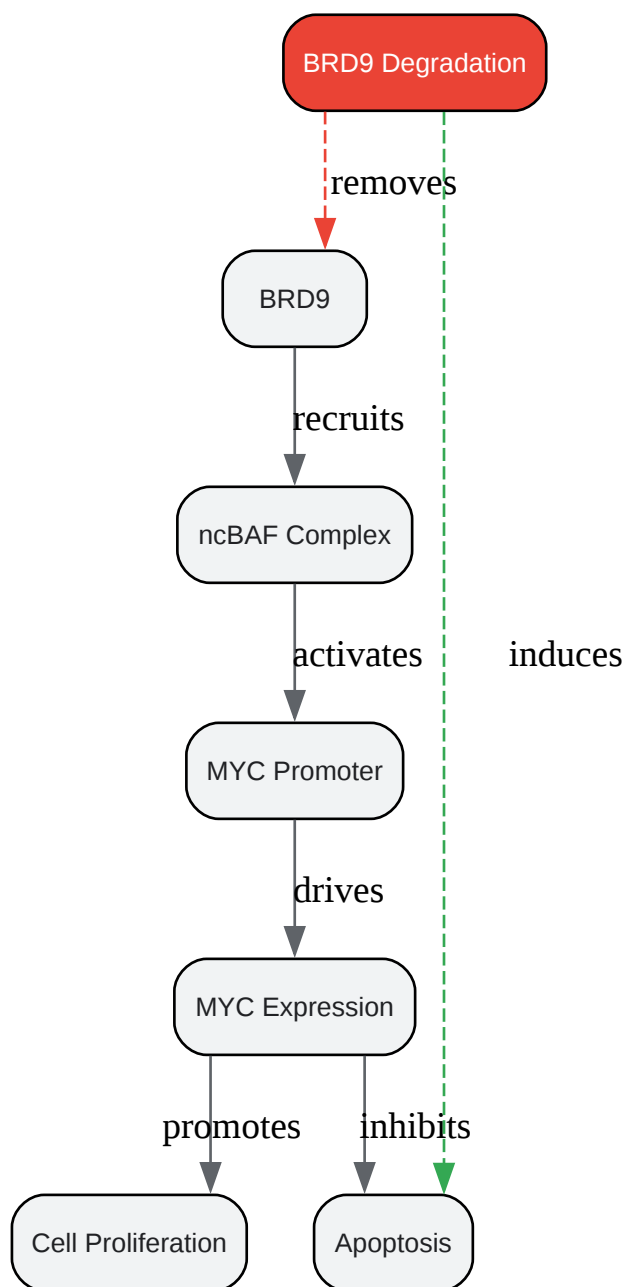 BRD9 Degradation
removes
BRD9
recruits
ncBAF Complex
activates
induces
MYC Promoter
drives
MYC Expression
promotes
inhibits
Cell Proliferation
Apoptosis